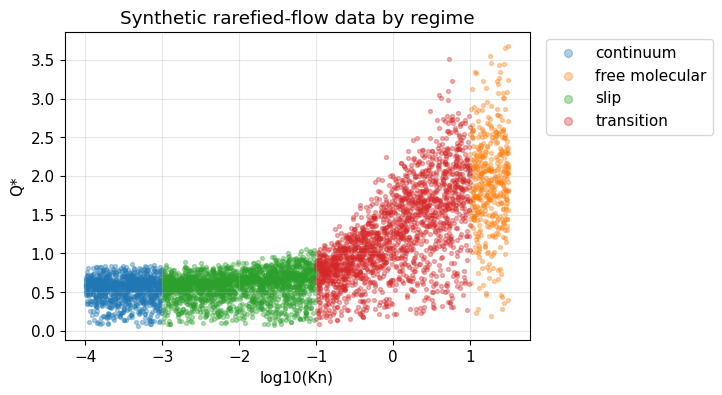 Synthetic rarefied-flow data by regime
continuum
free molecular
slip
transition
Q*
3.5
3.0
2.5
2.0
1.5
1.0
0.5
0.0
−4
−3
−2
−1
0
1
log10(Kn)